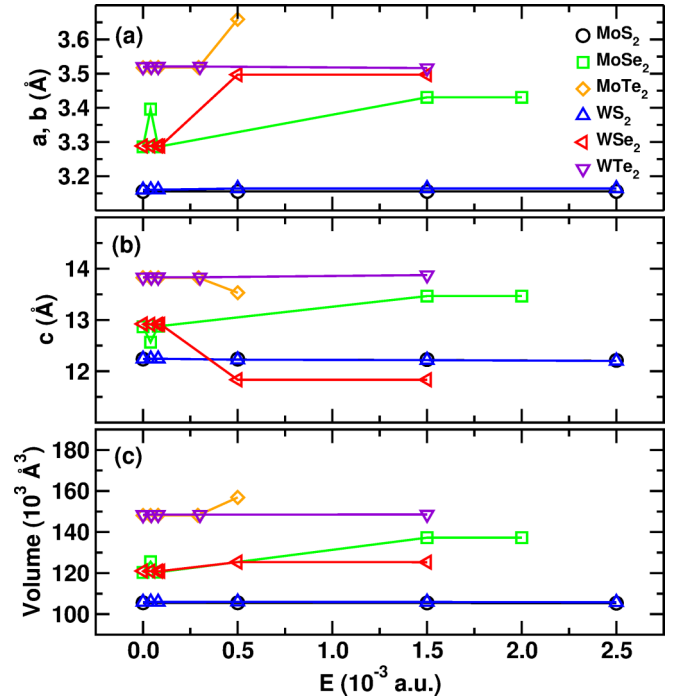 (a)
MoS2
MoSe2
MoTe2
WS2
WSe2
WTe2
a, b (Å)
3.6
3.5
3.4
3.3
3.2
(b)
c (Å)
14
13
12
(c)
Volume (10³ Å³)
180
160
140
120
100
0.0 0.5 1.0 1.5 2.0 2.5
E (10⁻³ a.u.)